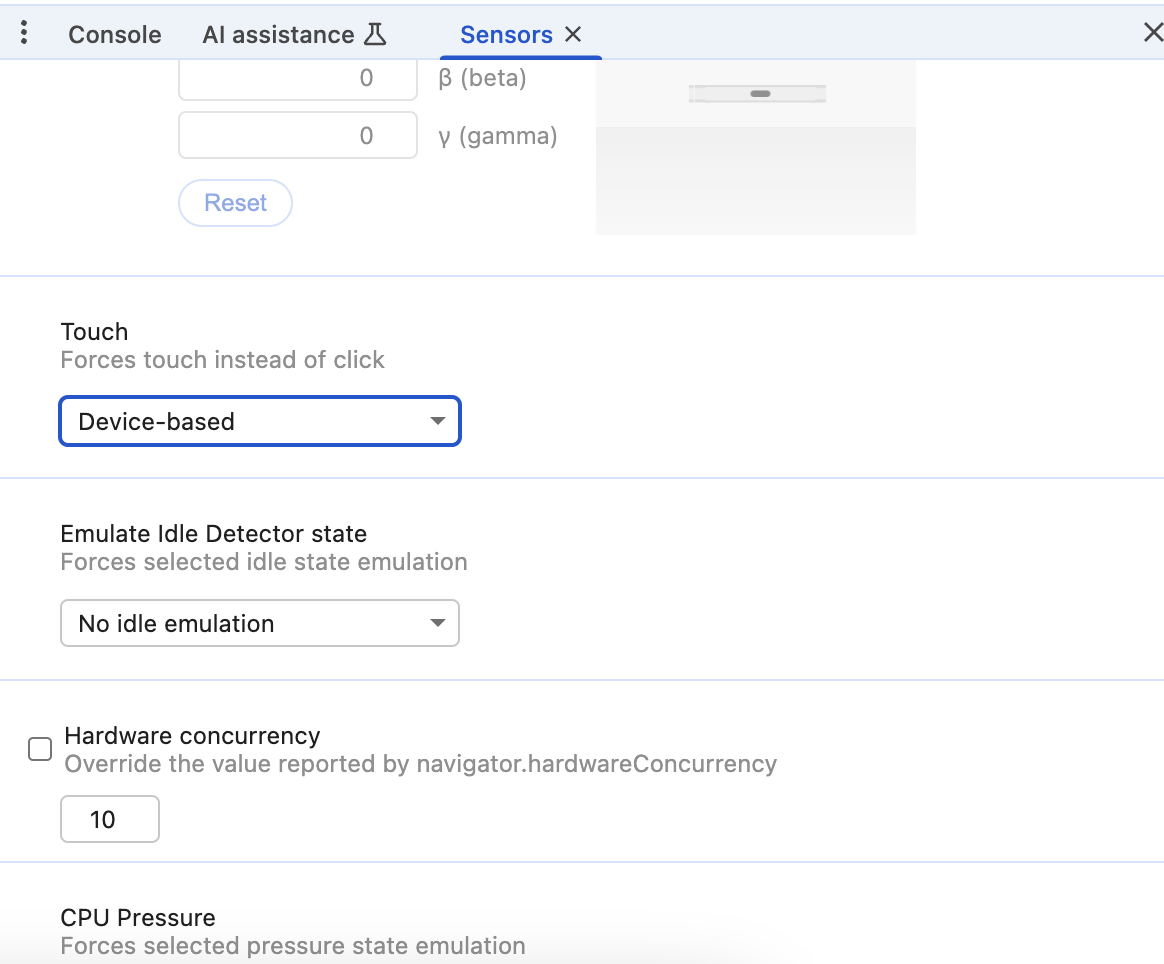 Console AI assistance Sensors
0 β (beta)
0 γ (gamma)
Reset
Touch
Forces touch instead of click
Device-based
Emulate Idle Detector state
Forces selected idle state emulation
No idle emulation
Hardware concurrency
Override the value reported by navigator.hardwareConcurrency
10
CPU Pressure
Forces selected pressure state emulation